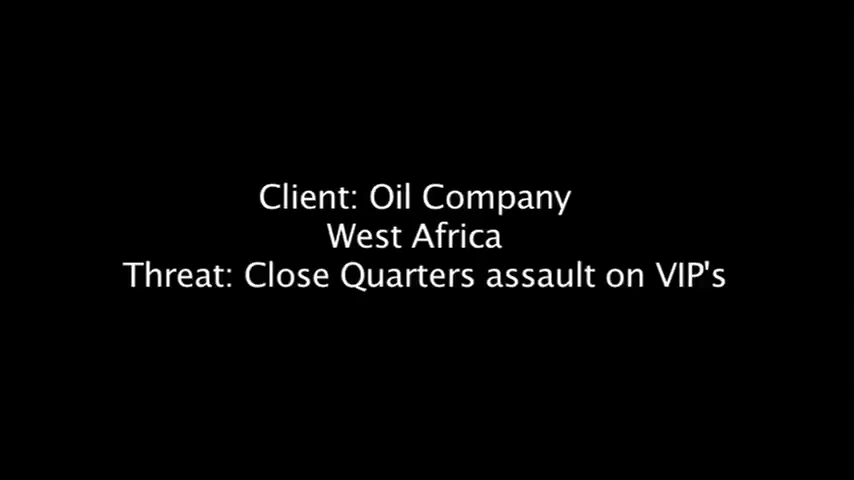 Client: Oil Company
West Africa
Threat: Close Quarters assault on VIP's